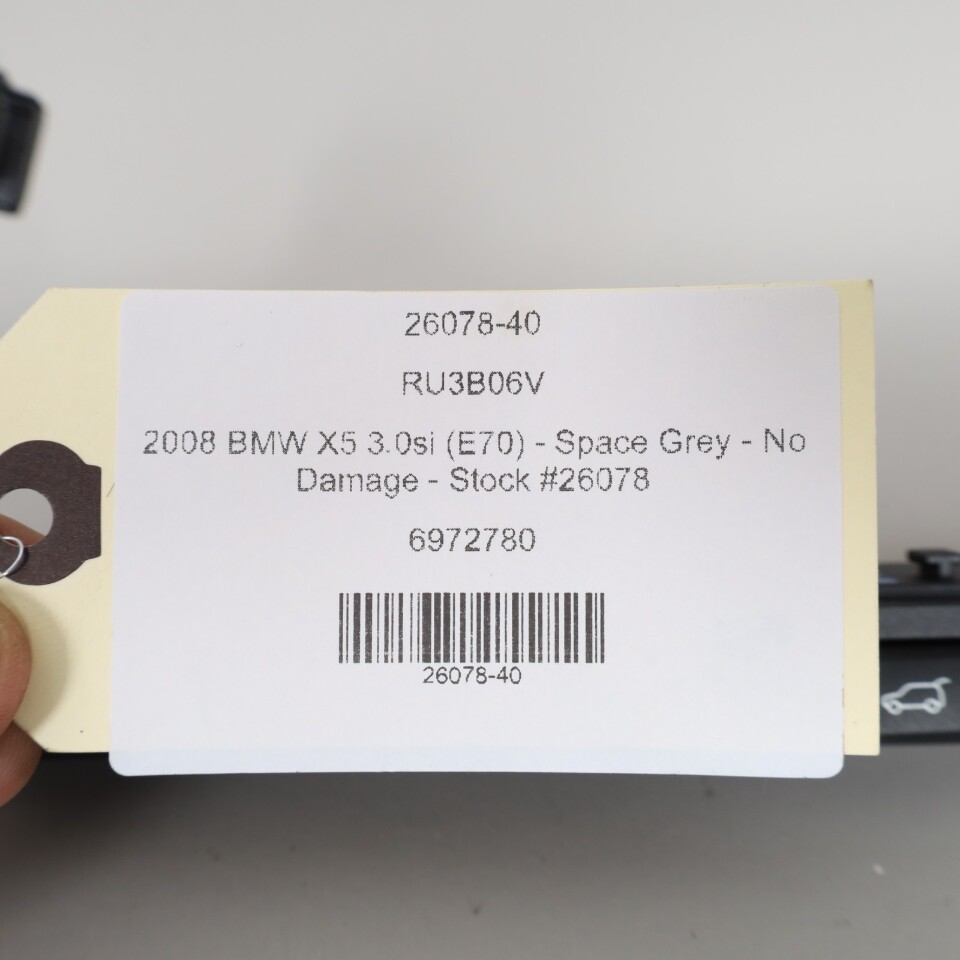 26078-40
RU3B06V
2008 BMW X5 3.0si (E70) - Space Grey - No
Damage - Stock #26078
6972780
26078-40